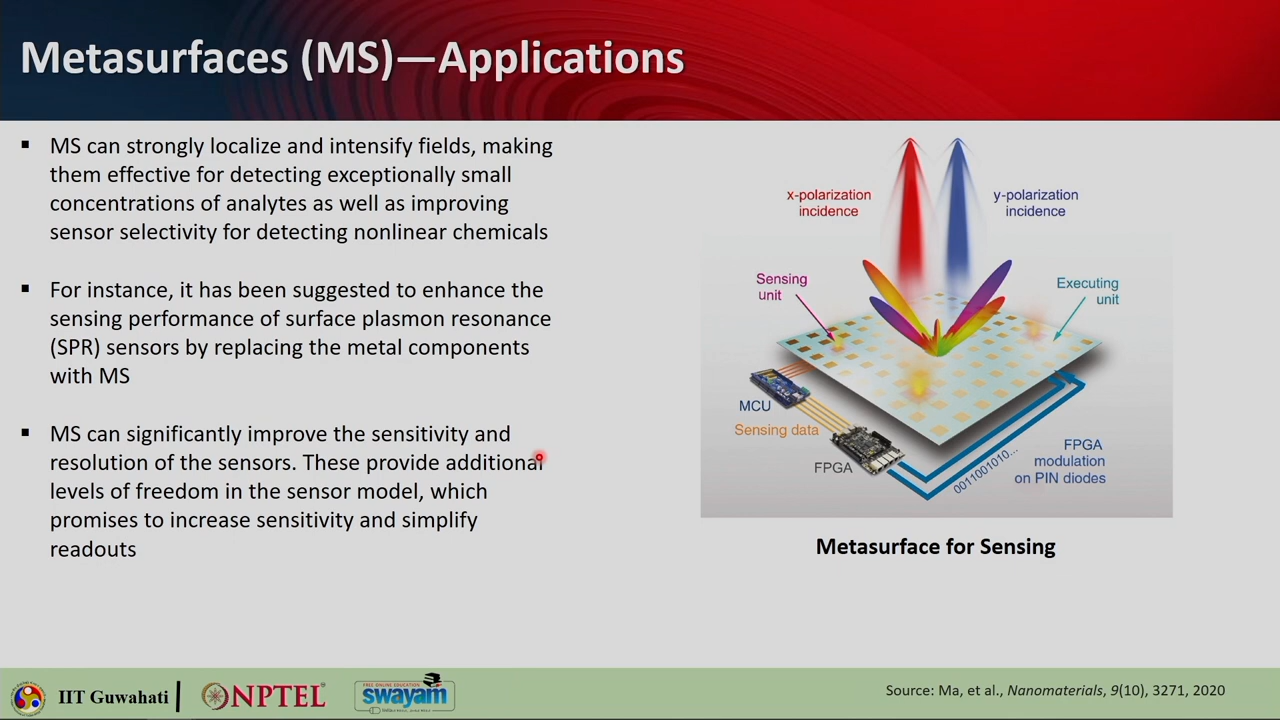 Metasurfaces (MS)—Applications
▪ MS can strongly localize and intensify fields, making
them effective for detecting exceptionally small
concentrations of analytes as well as improving
sensor selectivity for detecting nonlinear chemicals
▪ For instance, it has been suggested to enhance the
sensing performance of surface plasmon resonance
(SPR) sensors by replacing the metal components
with MS
▪ MS can significantly improve the sensitivity and
resolution of the sensors. These provide additional
levels of freedom in the sensor model, which
promises to increase sensitivity and simplify
readouts
x-polarization
incidence
y-polarization
incidence
Sensing
unit
Executing
unit
MCU
Sensing data
FPGA
0011001010...
FPGA
modulation
on PIN diodes
Metasurface for Sensing
IIT Guwahati
NPTEL
FREE ONLINE EDUCATION
swayam
Source: Ma, et al., Nanomaterials, 9(10), 3271, 2020